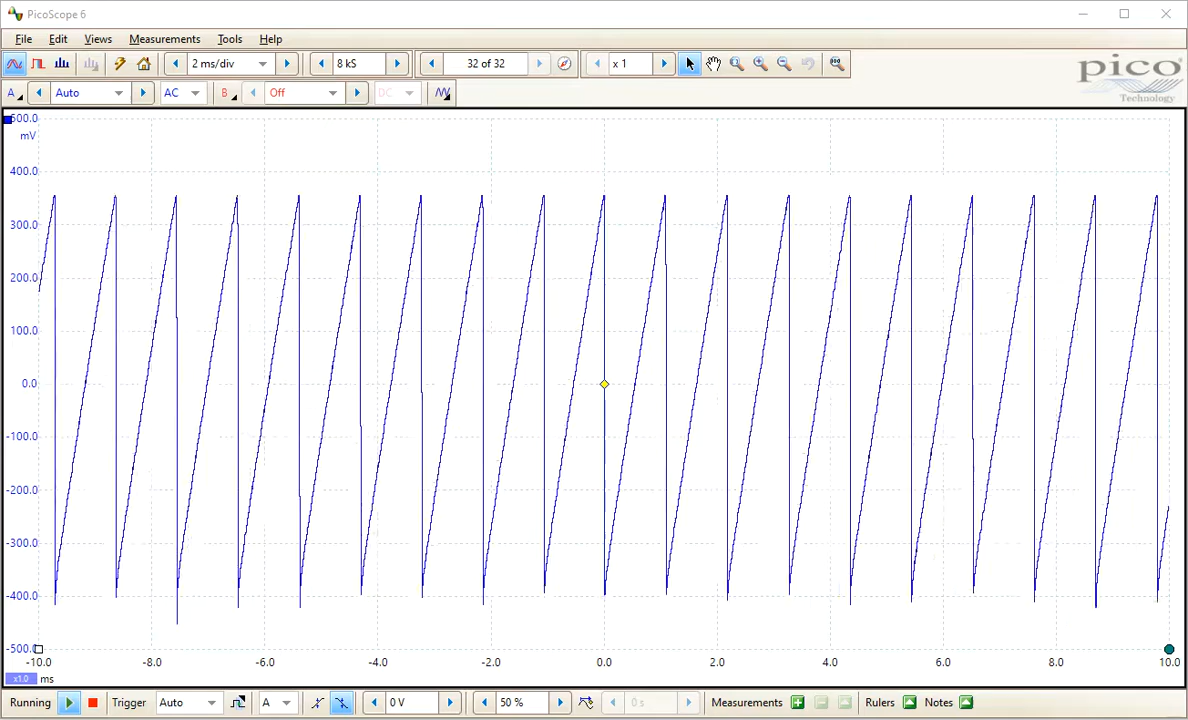 PicoScope 6
File Edit Views Measurements Tools Help
2 ms/div 8 kS 32 of 32 x 1
pico
Technology
A Auto AC B Off DC
500.0
mV
400.0
300.0
200.0
100.0
0.0
-100.0
-200.0
-300.0
-400.0
-500.0
-10.0 -8.0 -6.0 -4.0 -2.0 0.0 2.0 4.0 6.0 8.0 10.0
x1.0 ms
Running Trigger Auto A 0 V 50 % 0 s Measurements Rulers Notes